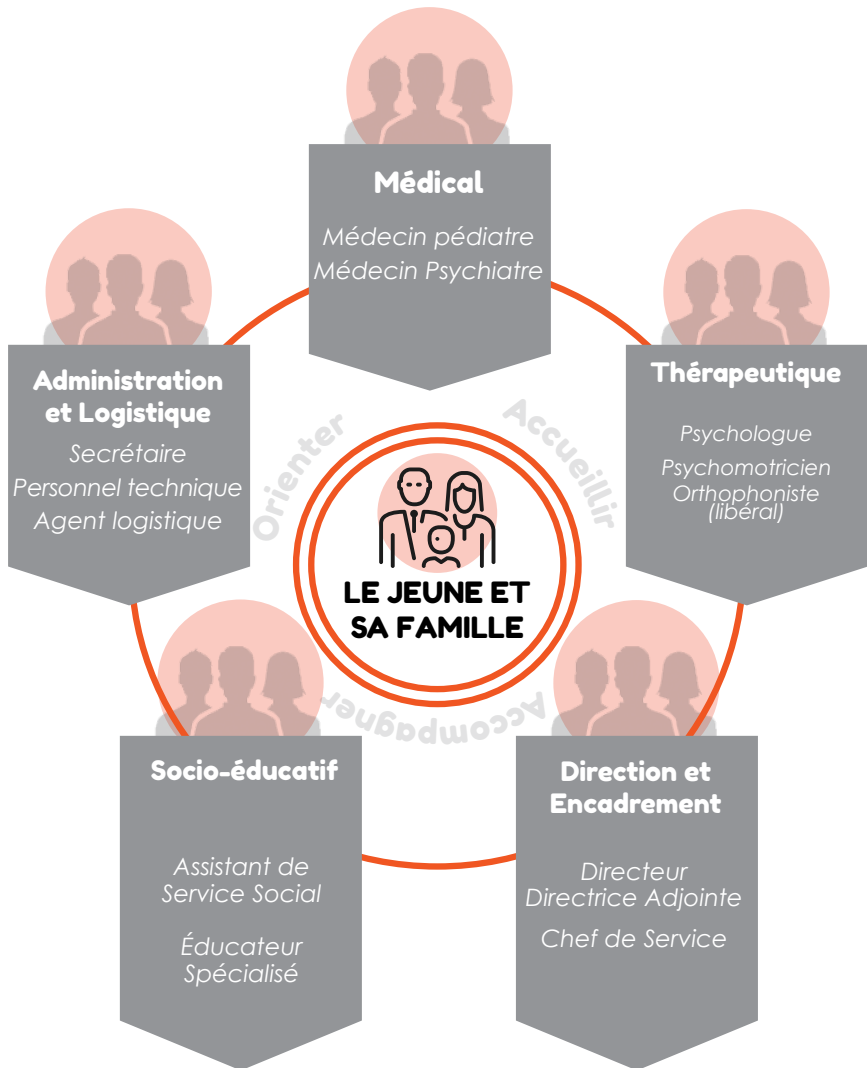 Médical
Médecin pédiatre
Médecin Psychiatre
Administration
et Logistique
Secrétaire
Personnel technique
Agent logistique
Thérapeutique
Psychologue
Psychomotricien
Orthophoniste
(libéral)
Orienter
Accueillir
LE JEUNE ET
SA FAMILLE
Accompagner
Socio-éducatif
Assistant de
Service Social
Éducateur
Spécialisé
Direction et
Encadrement
Directeur
Directrice Adjointe
Chef de Service